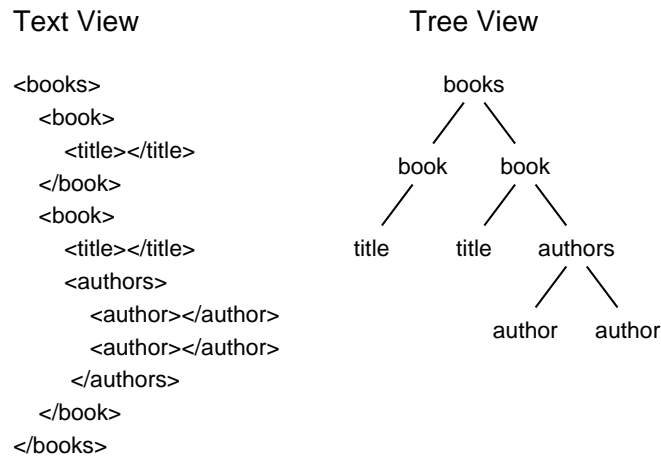 Text View
<books>
<book>
<title></title>
</book>
<book>
<title></title>
<authors>
<author></author>
<author></author>
</authors>
</book>
</books>
Tree View
books
book book
title title authors
author author